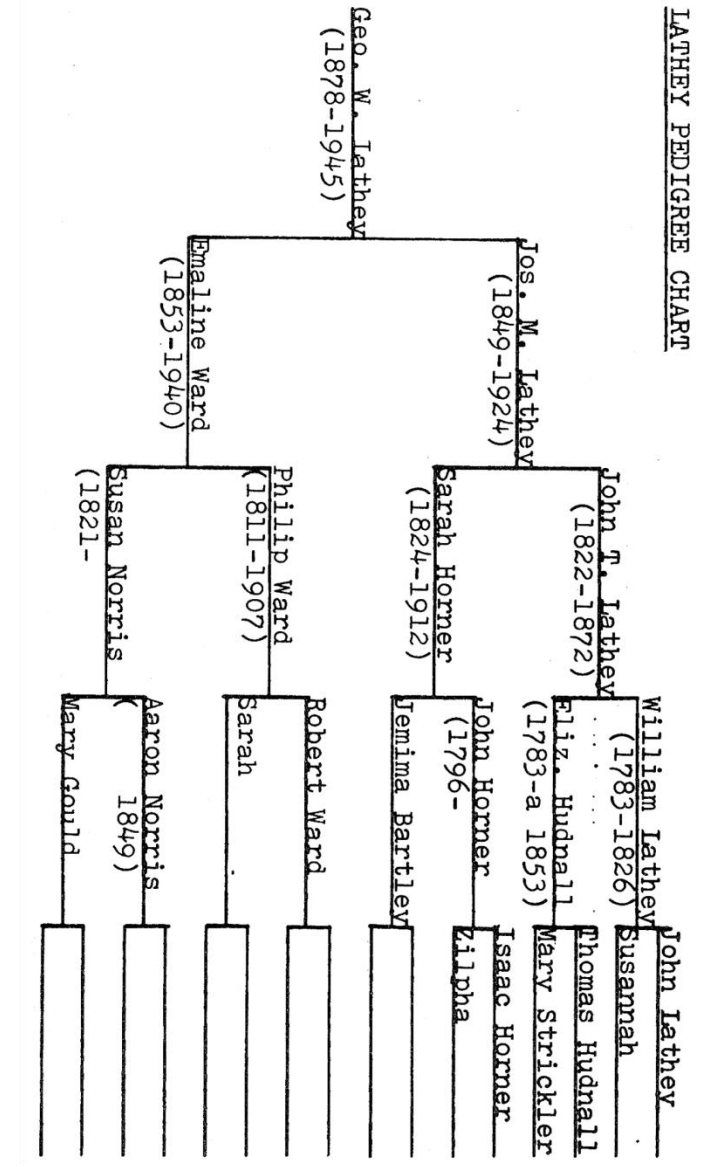 LATHEY PEDIGREE CHART
Geo. W. Lathey
(1878-1945)
Jos. M. Lathey
(1849-1924)
Emaline Ward
(1853-1940)
John T. Lathey
(1822-1872)
Sarah Horner
(1824-1912)
Philip Ward
(1811-1907)
Susan Norris
(1821-
William Lathey
(1783-1826)
Eliz. Hudnall
(1783-a 1853)
John Horner
(1796-
Jemima Bartley
Robert Ward
Sarah
Aaron Norris
( 1849)
Mary Gould
John Lathey
Susannah
Thomas Hudnall
Mary Strickler
Isaac Horner
Zilpha